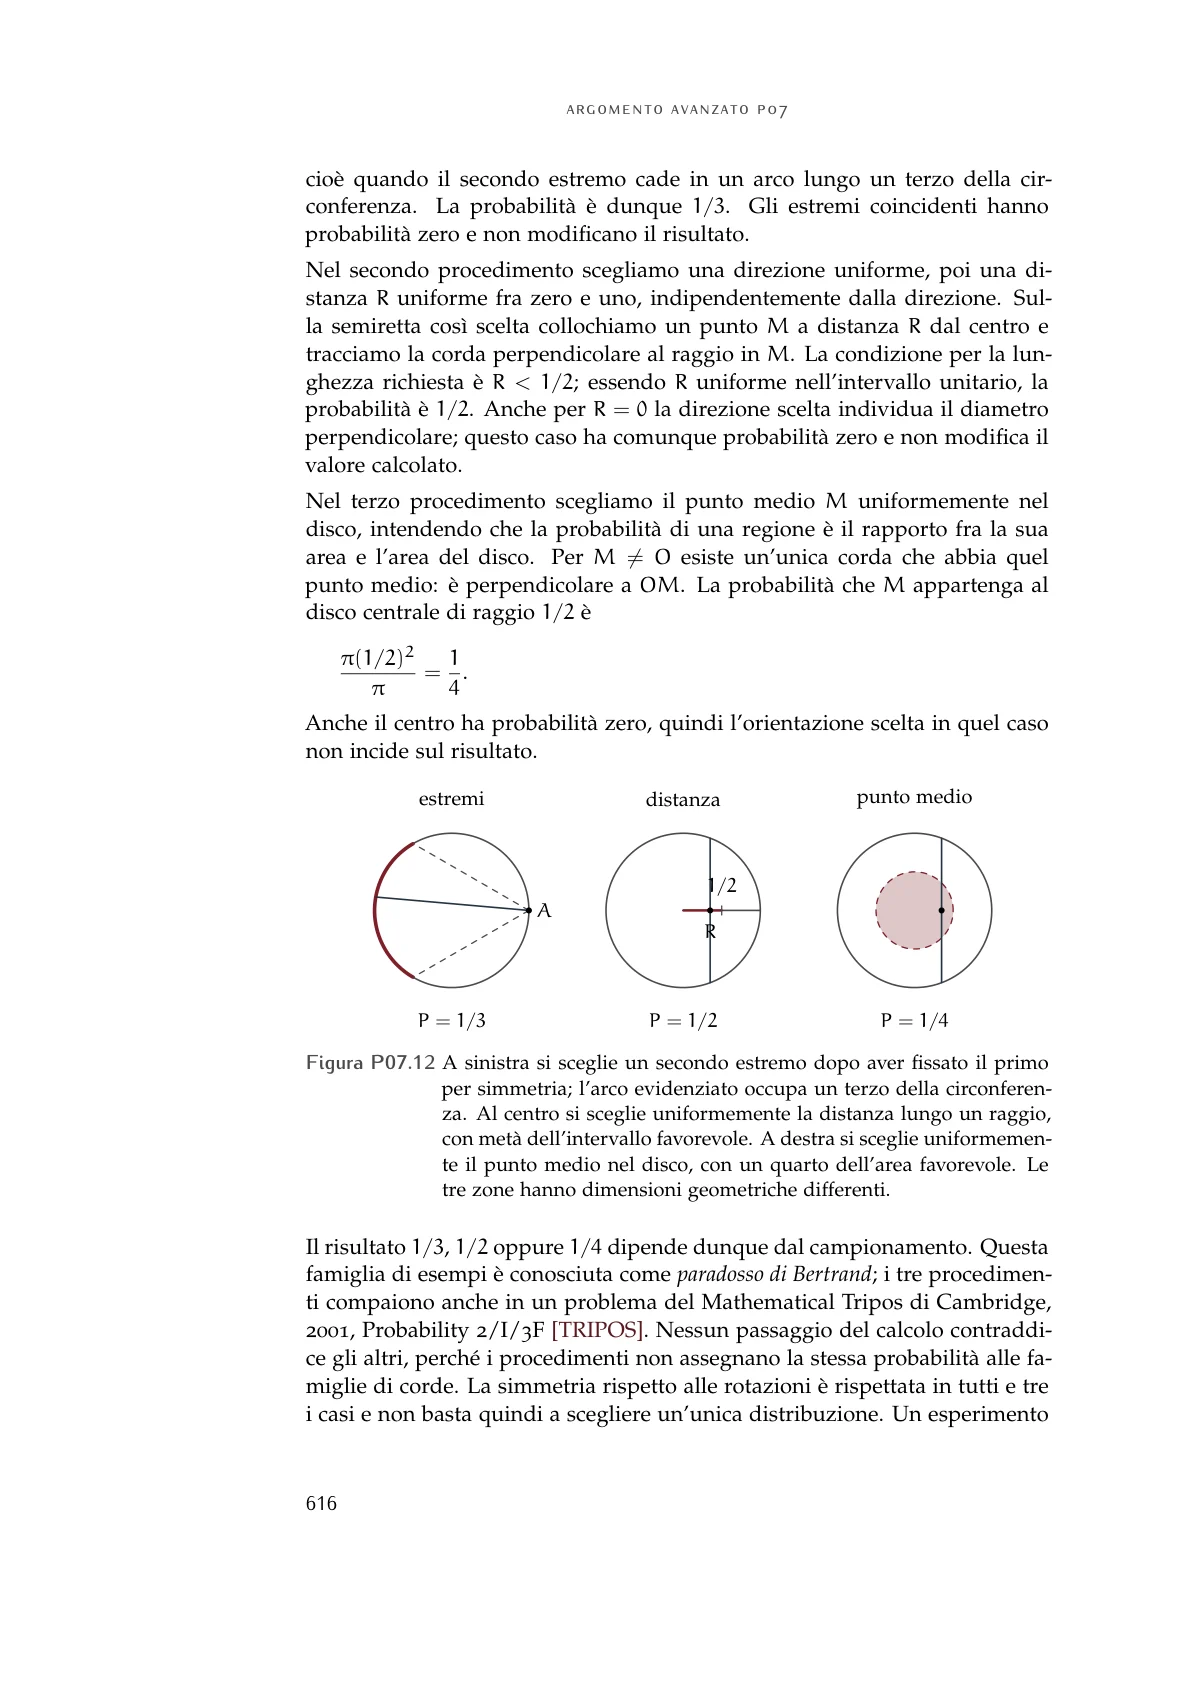 ARGOMENTO AVANZATO P07
cioè quando il secondo estremo cade in un arco lungo un terzo della cir-
conferenza. La probabilità è dunque 1/3. Gli estremi coincidenti hanno
probabilità zero e non modificano il risultato.
Nel secondo procedimento scegliamo una direzione uniforme, poi una di-
stanza R uniforme fra zero e uno, indipendentemente dalla direzione. Sul-
la semiretta così scelta collochiamo un punto M a distanza R dal centro e
tracciamo la corda perpendicolare al raggio in M. La condizione per la lun-
ghezza richiesta è R < 1/2; essendo R uniforme nell'intervallo unitario, la
probabilità è 1/2. Anche per R = 0 la direzione scelta individua il diametro
perpendicolare; questo caso ha comunque probabilità zero e non modifica il
valore calcolato.
Nel terzo procedimento scegliamo il punto medio M uniformemente nel
disco, intendendo che la probabilità di una regione è il rapporto fra la sua
area e l'area del disco. Per M ≠ O esiste un'unica corda che abbia quel
punto medio: è perpendicolare a OM. La probabilità che M appartenga al
disco centrale di raggio 1/2 è
π(1/2)² / π = 1/4.
Anche il centro ha probabilità zero, quindi l'orientazione scelta in quel caso
non incide sul risultato.
estremi distanza punto medio
1/2
A
R
P = 1/3 P = 1/2 P = 1/4
Figura P07.12 A sinistra si sceglie un secondo estremo dopo aver fissato il primo
per simmetria; l'arco evidenziato occupa un terzo della circonferen-
za. Al centro si sceglie uniformemente la distanza lungo un raggio,
con metà dell'intervallo favorevole. A destra si sceglie uniformemen-
te il punto medio nel disco, con un quarto dell'area favorevole. Le
tre zone hanno dimensioni geometriche differenti.
Il risultato 1/3, 1/2 oppure 1/4 dipende dunque dal campionamento. Questa
famiglia di esempi è conosciuta come paradosso di Bertrand; i tre procedimen-
ti compaiono anche in un problema del Mathematical Tripos di Cambridge,
2001, Probability 2/I/3F [TRIPOS]. Nessun passaggio del calcolo contraddi-
ce gli altri, perché i procedimenti non assegnano la stessa probabilità alle fa-
miglie di corde. La simmetria rispetto alle rotazioni è rispettata in tutti e tre
i casi e non basta quindi a scegliere un'unica distribuzione. Un esperimento
616